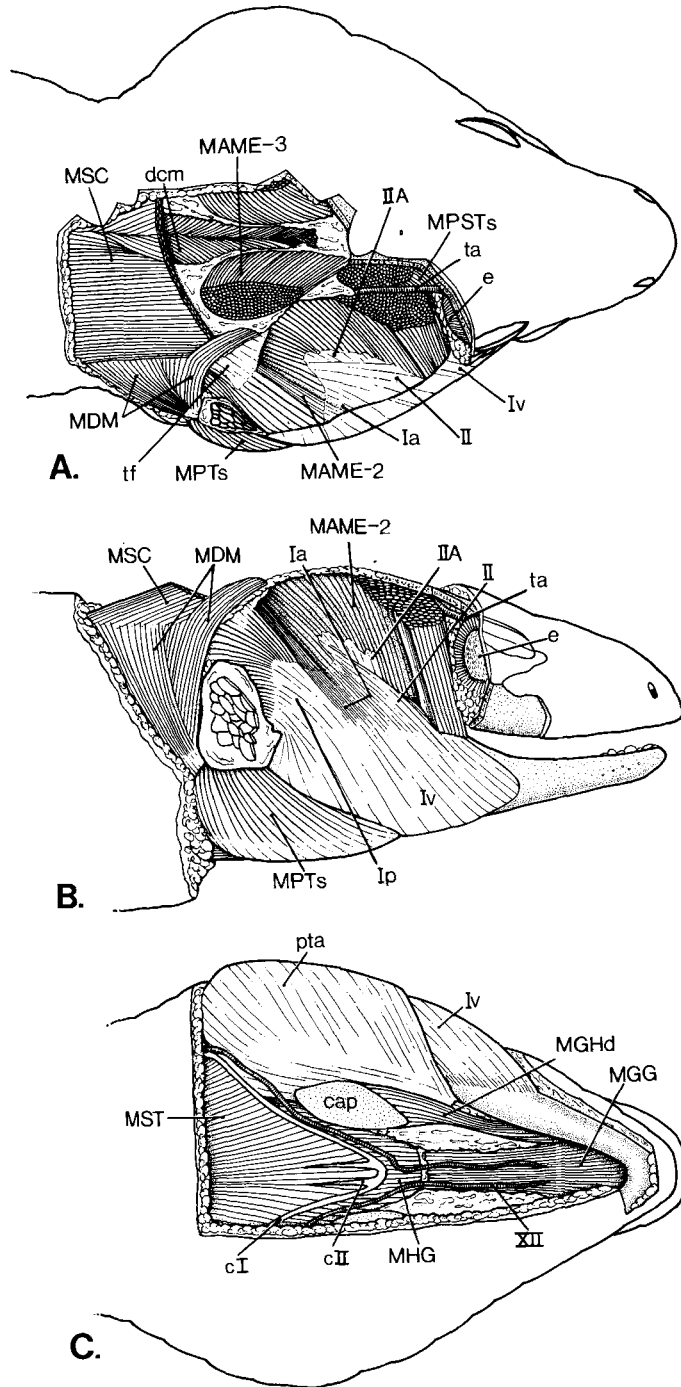 MAME-3
MSC
dcm
IIA
MPSTs
ta
e
MDM
Iv
tf
MPTs
Ia
II
MAME-2
A.
MAME-2
Ia
IIA
MSC
MDM
II
ta
e
Iv
MPTs
Ip
B.
pta
Iv
MGHd
MGG
cap
MST
cI
cII
MHG
XII
C.